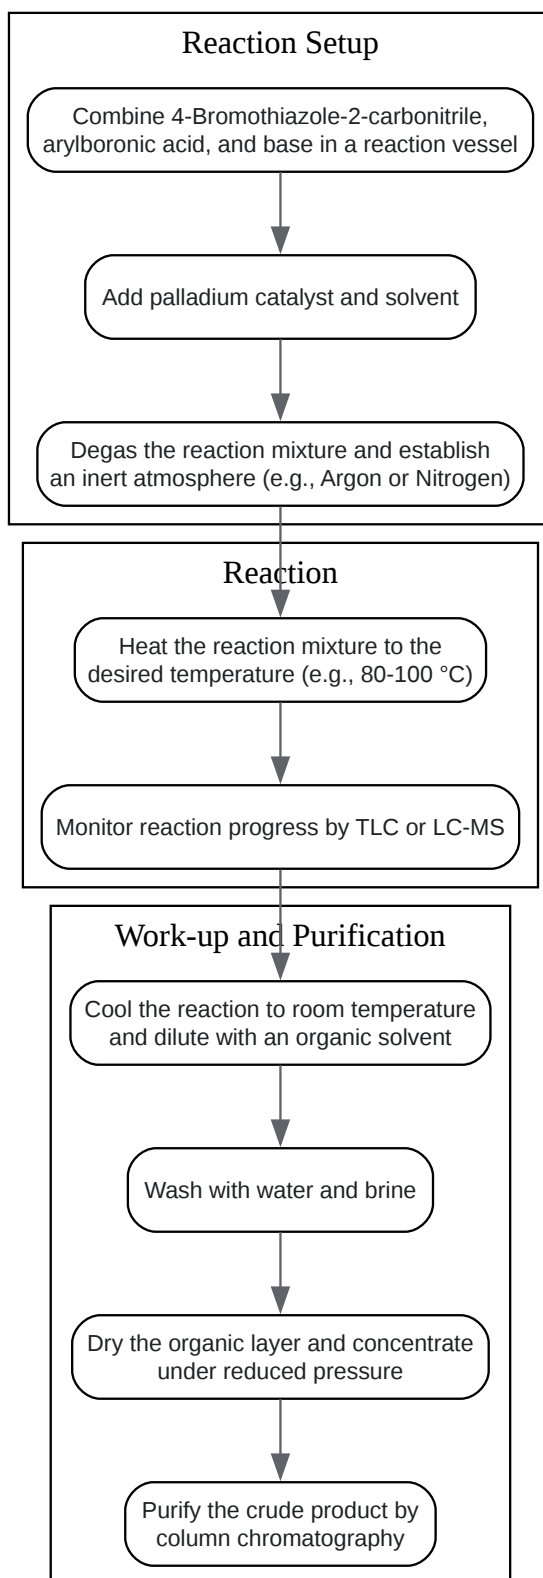 Reaction Setup
Combine 4-Bromothiazole-2-carbonitrile,
arylboronic acid, and base in a reaction vessel
Add palladium catalyst and solvent
Degas the reaction mixture and establish
an inert atmosphere (e.g., Argon or Nitrogen)
Reaction
Heat the reaction mixture to the
desired temperature (e.g., 80-100 °C)
Monitor reaction progress by TLC or LC-MS
Work-up and Purification
Cool the reaction to room temperature
and dilute with an organic solvent
Wash with water and brine
Dry the organic layer and concentrate
under reduced pressure
Purify the crude product by
column chromatography